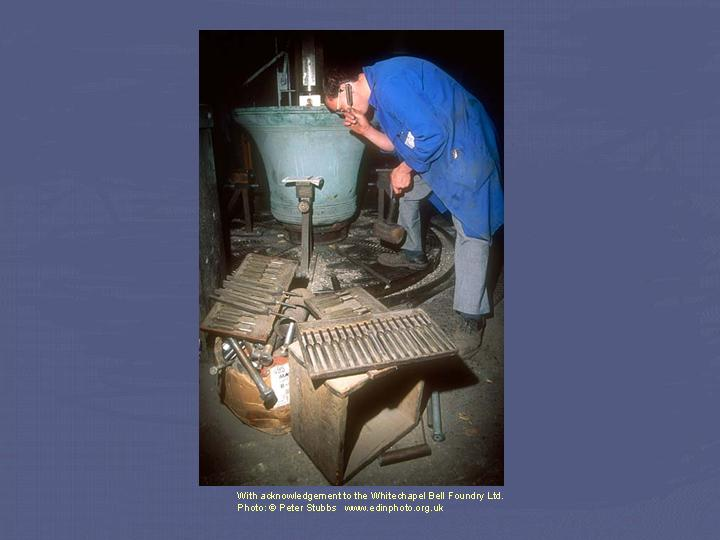 With acknowledgement to the Whitechapel Bell Foundry Ltd.
Photo: © Peter Stubbs www.edinphoto.org.uk